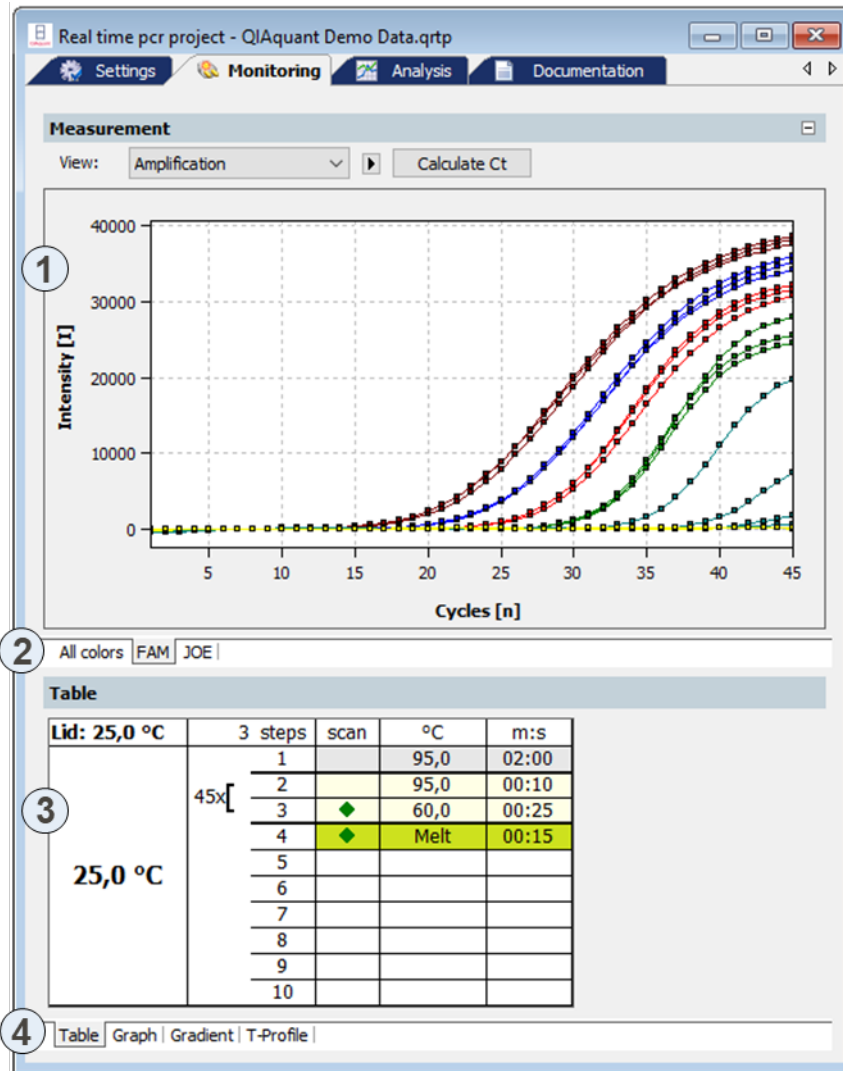 Real time pcr project - QIAquant Demo Data.qrtp
Settings Monitoring Analysis Documentation
Measurement
View: Amplification Calculate Ct
1
40000
30000
20000
10000
0
Intensity [I]
5 10 15 20 25 30 35 40 45
Cycles [n]
2
All colors FAM JOE
Table
Lid: 25,0 °C 3 steps scan °C m:s
1 95,0 02:00
45x 2 95,0 00:10
3
3 60,0 00:25
4 Melt 00:15
25,0 °C
5
6
7
8
9
10
4
Table Graph Gradient T-Profile